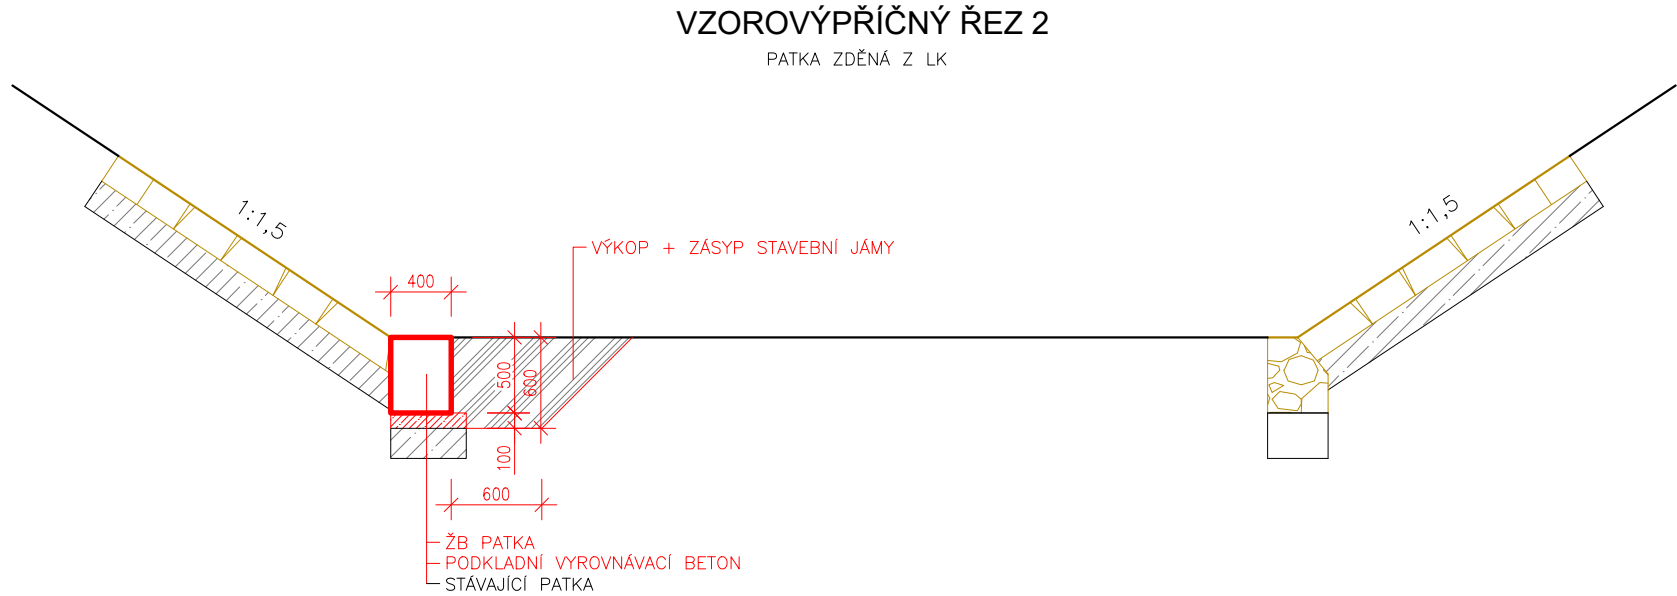 VZOROVÝPŘÍČNÝ ŘEZ 2
PATKA ZDĚNÁ Z LK
1:1,5
1:1,5
VÝKOP + ZÁSYP STAVEBNÍ JÁMY
400
500
600
100
600
ŽB PATKA
PODKLADNÍ VYROVNÁVACÍ BETON
STÁVAJÍCÍ PATKA